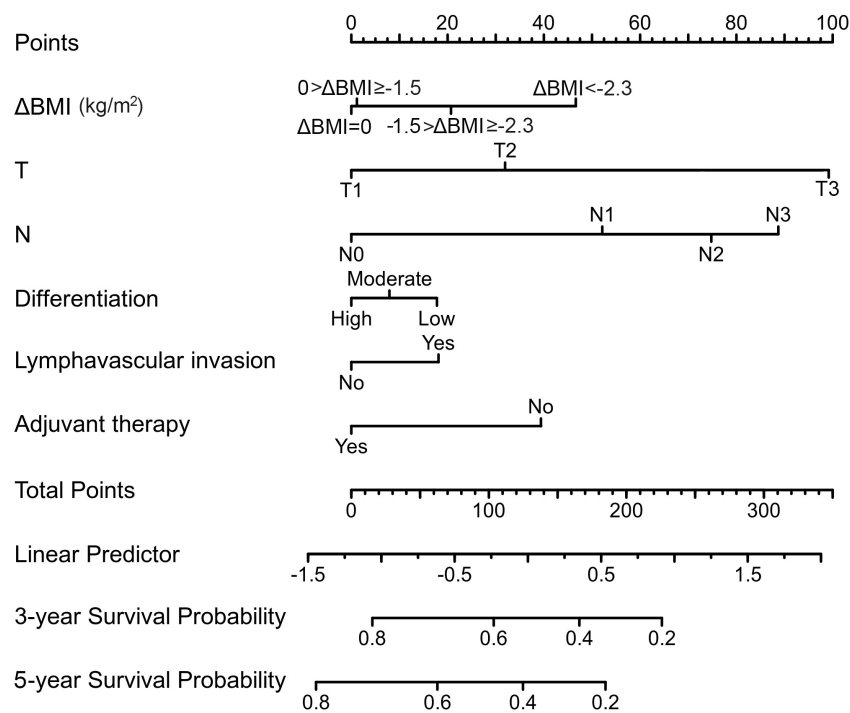 0 20 40 60 80 100
Points
0>ΔBMI≥-1.5 ΔBMI<-2.3
ΔBMI (kg/m²)
ΔBMI=0 -1.5>ΔBMI≥-2.3
T2
T
T1 T3
N1 N3
N
N0 N2
Moderate
Differentiation
High Low
Yes
Lymphavascular invasion
No
No
Adjuvant therapy
Yes
Total Points
0 100 200 300
Linear Predictor
-1.5 -0.5 0.5 1.5
3-year Survival Probability
0.8 0.6 0.4 0.2
5-year Survival Probability
0.8 0.6 0.4 0.2